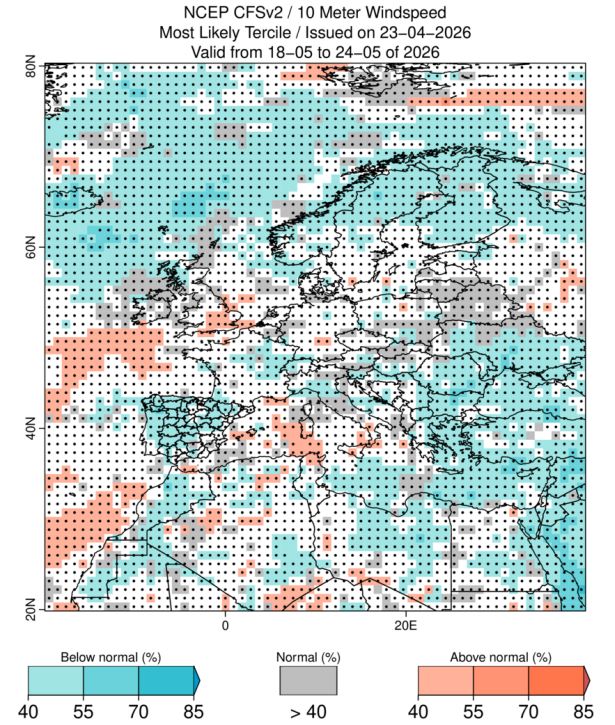 NCEP CFSv2 / 10 Meter Windspeed
Most Likely Tercile / Issued on 23−04−2026
Valid from 18−05 to 24−05 of 2026
80N
60N
40N
20N
0 20E
Below normal (%) Normal (%) Above normal (%)
40 55 70 85 > 40 40 55 70 85